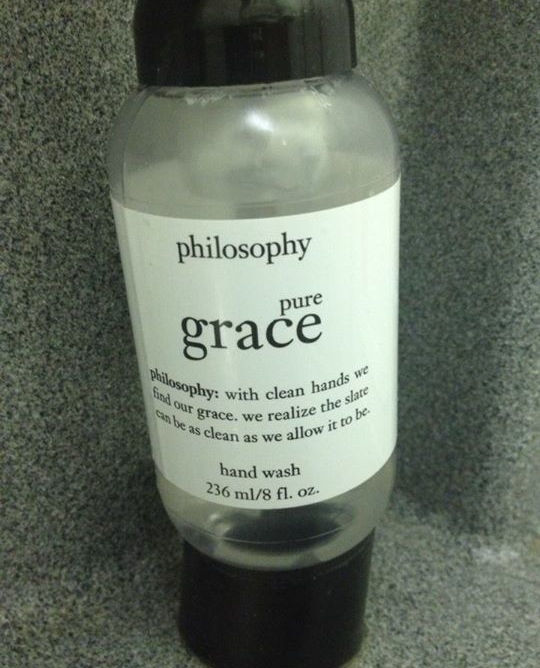 philosophy
pure
grace
philosophy: with clean hands we
find our grace. we realize the slate
can be as clean as we allow it to be.
hand wash
236 ml/8 fl. oz.